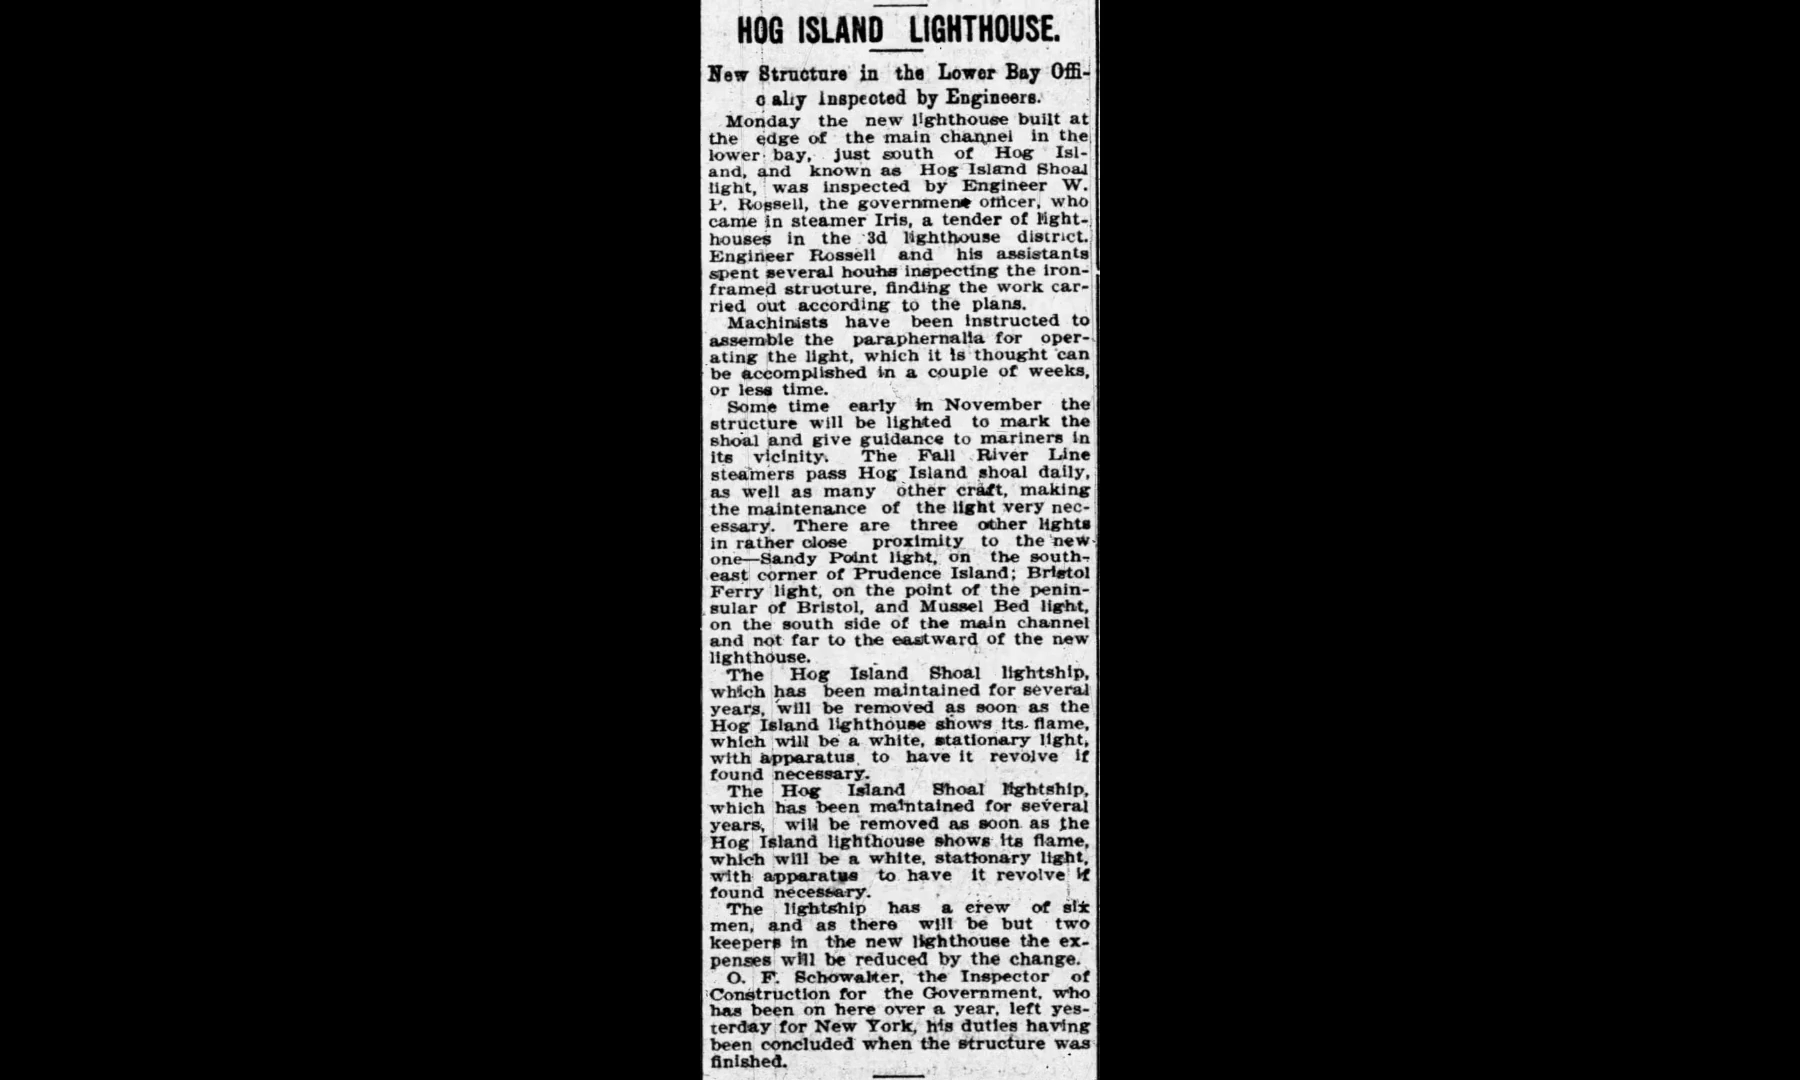 HOG ISLAND LIGHTHOUSE.
New Structure in the Lower Bay Offi-
c ally Inspected by Engineers.
Monday the new lighthouse built at
the edge of the main channel in the
lower bay, just south of Hog Isl-
and, and known as Hog Island Shoal
light, was inspected by Engineer W.
P. Rossell, the government officer, who
came in steamer Iris, a tender of light-
houses in the 3d lighthouse district.
Engineer Rossell and his assistants
spent several houhs inspecting the iron-
framed structure, finding the work car-
ried out according to the plans.
Machinists have been instructed to
assemble the paraphernalia for oper-
ating the light, which it is thought can
be accomplished in a couple of weeks,
or less time.
Some time early in November the
structure will be lighted to mark the
shoal and give guidance to mariners in
its vicinity. The Fall River Line
steamers pass Hog Island shoal daily,
as well as many other craft, making
the maintenance of the light very nec-
essary. There are three other lights
in rather close proximity to the new
one—Sandy Point light, on the south-
east corner of Prudence Island; Bristol
Ferry light, on the point of the penin-
sular of Bristol, and Mussel Bed light,
on the south side of the main channel
and not far to the eastward of the new
lighthouse.
The Hog Island Shoal lightship,
which has been maintained for several
years, will be removed as soon as the
Hog Island lighthouse shows its flame,
which will be a white, stationary light,
with apparatus to have it revolve if
found necessary.
The Hog Island Shoal lightship,
which has been maintained for several
years, will be removed as soon as the
Hog Island lighthouse shows its flame,
which will be a white, stationary light,
with apparatus to have it revolve if
found necessary.
The lightship has a crew of six
men, and as there will be but two
keepers in the new lighthouse the ex-
penses will be reduced by the change.
O. F. Schowalter, the Inspector of
Construction for the Government, who
has been on here over a year, left yes-
terday for New York, his duties having
been concluded when the structure was
finished.